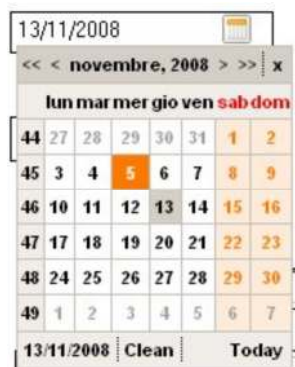 13/11/2008
<< < novembre, 2008 > >> x
lun mar mer gio ven sab dom
44 27 28 29 30 31 1 2
45 3 4 5 6 7 8 9
46 10 11 12 13 14 15 16
47 17 18 19 20 21 22 23
48 24 25 26 27 28 29 30
49 1 2 3 4 5 6 7
13/11/2008 Clean Today